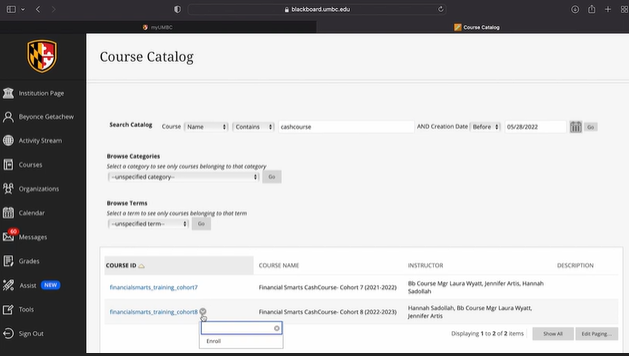 blackboard.umbc.edu
myUMBC
Course Catalog
Institution Page
Beyonce Getachew
Activity Stream
Courses
Organizations
Calendar
60
Messages
Grades
Assist NEW
Tools
Sign Out
Course Catalog
Search Catalog Course Name Contains cashcourse AND Creation Date Before 05/28/2022 Go
Browse Categories
Select a category to see only courses belonging to that category
--unspecified category-- Go
Browse Terms
Select a term to see only courses belonging to that term
--unspecified term-- Go
COURSE ID COURSE NAME INSTRUCTOR DESCRIPTION
financialsmarts_training_cohort7 Financial Smarts CashCourse- Cohort 7 (2021-2022) Bb Course Mgr Laura Wyatt, Jennifer Artis, Hannah
Sadollah
financialsmarts_training_cohort8 Financial Smarts CashCourse- Cohort 8 (2022-2023) Hannah Sadollah, Bb Course Mgr Laura Wyatt,
Jennifer Artis
Enroll
Displaying 1 to 2 of 2 items Show All Edit Paging...